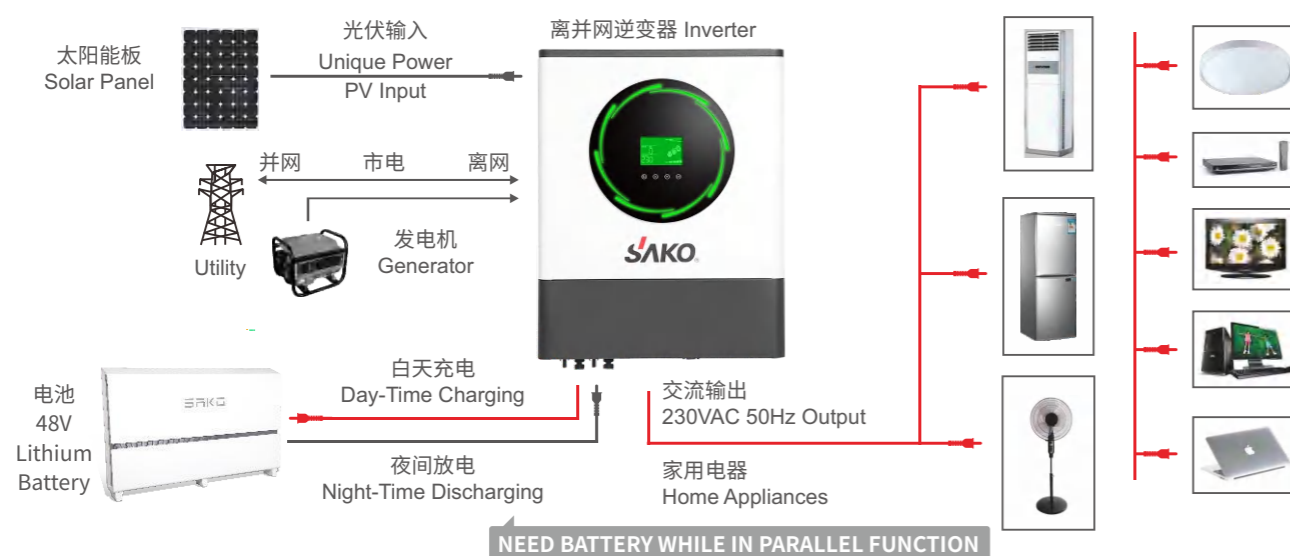 太阳能板
Solar Panel
光伏输入
Unique Power
PV Input
离并网逆变器 Inverter
并网
市电
离网
Utility
发电机
Generator
SAKO
电池
48V
Lithium
Battery
SAKO
白天充电
Day-Time Charging
夜间放电
Night-Time Discharging
交流输出
230VAC 50Hz Output
家用电器
Home Appliances
NEED BATTERY WHILE IN PARALLEL FUNCTION